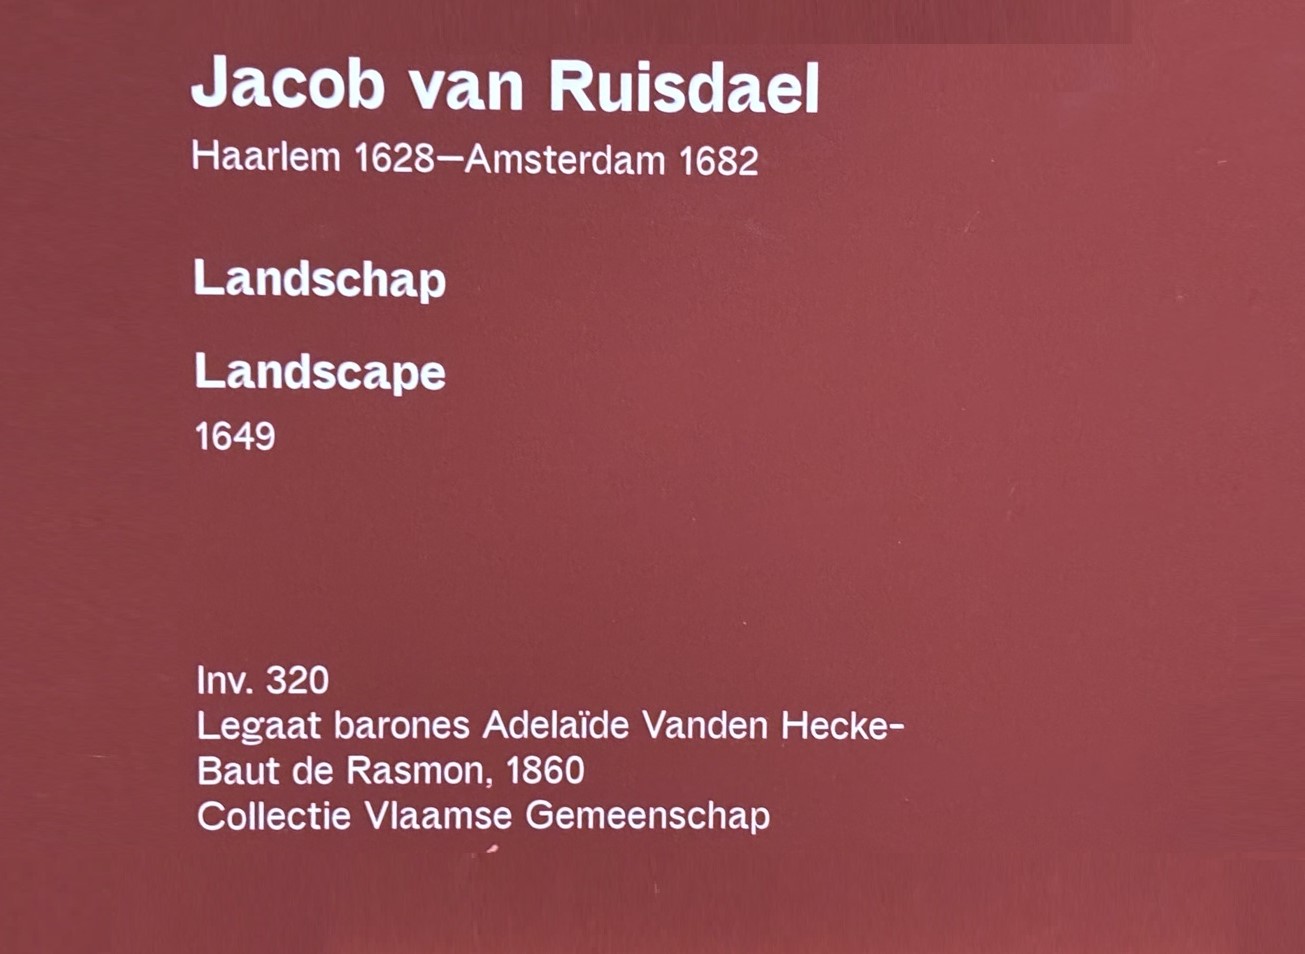 Jacob van Ruisdael
Haarlem 1628–Amsterdam 1682
Landschap
Landscape
1649
Inv. 320
Legaat barones Adelaïde Vanden Hecke-
Baut de Rasmon, 1860
Collectie Vlaamse Gemeenschap